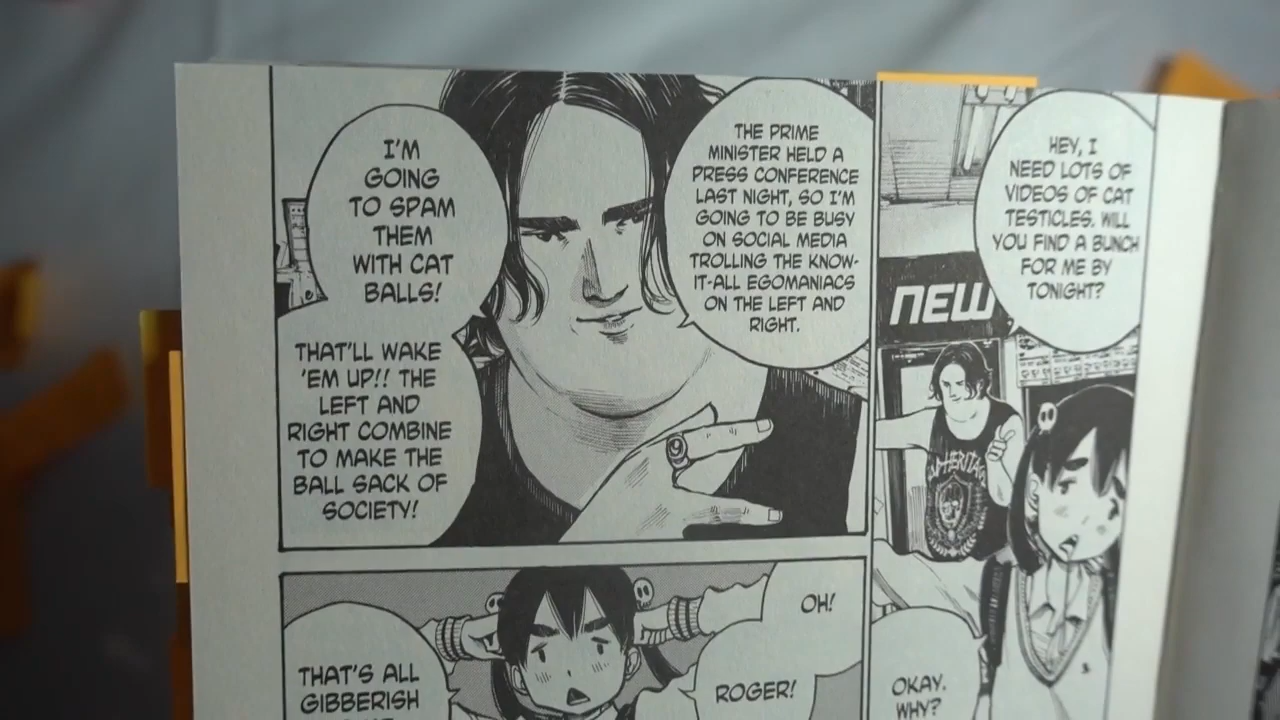 HEY, I
NEED LOTS OF
VIDEOS OF CAT
TESTICLES. WILL
YOU FIND A BUNCH
FOR ME BY
TONIGHT?
NEW
OKAY.
WHY?
THE PRIME
MINISTER HELD A
PRESS CONFERENCE
LAST NIGHT, SO I'M
GOING TO BE BUSY
ON SOCIAL MEDIA
TROLLING THE KNOW-
IT-ALL EGOMANIACS
ON THE LEFT AND
RIGHT.
I'M
GOING
TO SPAM
THEM
WITH CAT
BALLS!
THAT'LL WAKE
'EM UP!! THE
LEFT AND
RIGHT COMBINE
TO MAKE THE
BALL SACK OF
SOCIETY!
OH!
ROGER!
THAT'S ALL
GIBBERISH